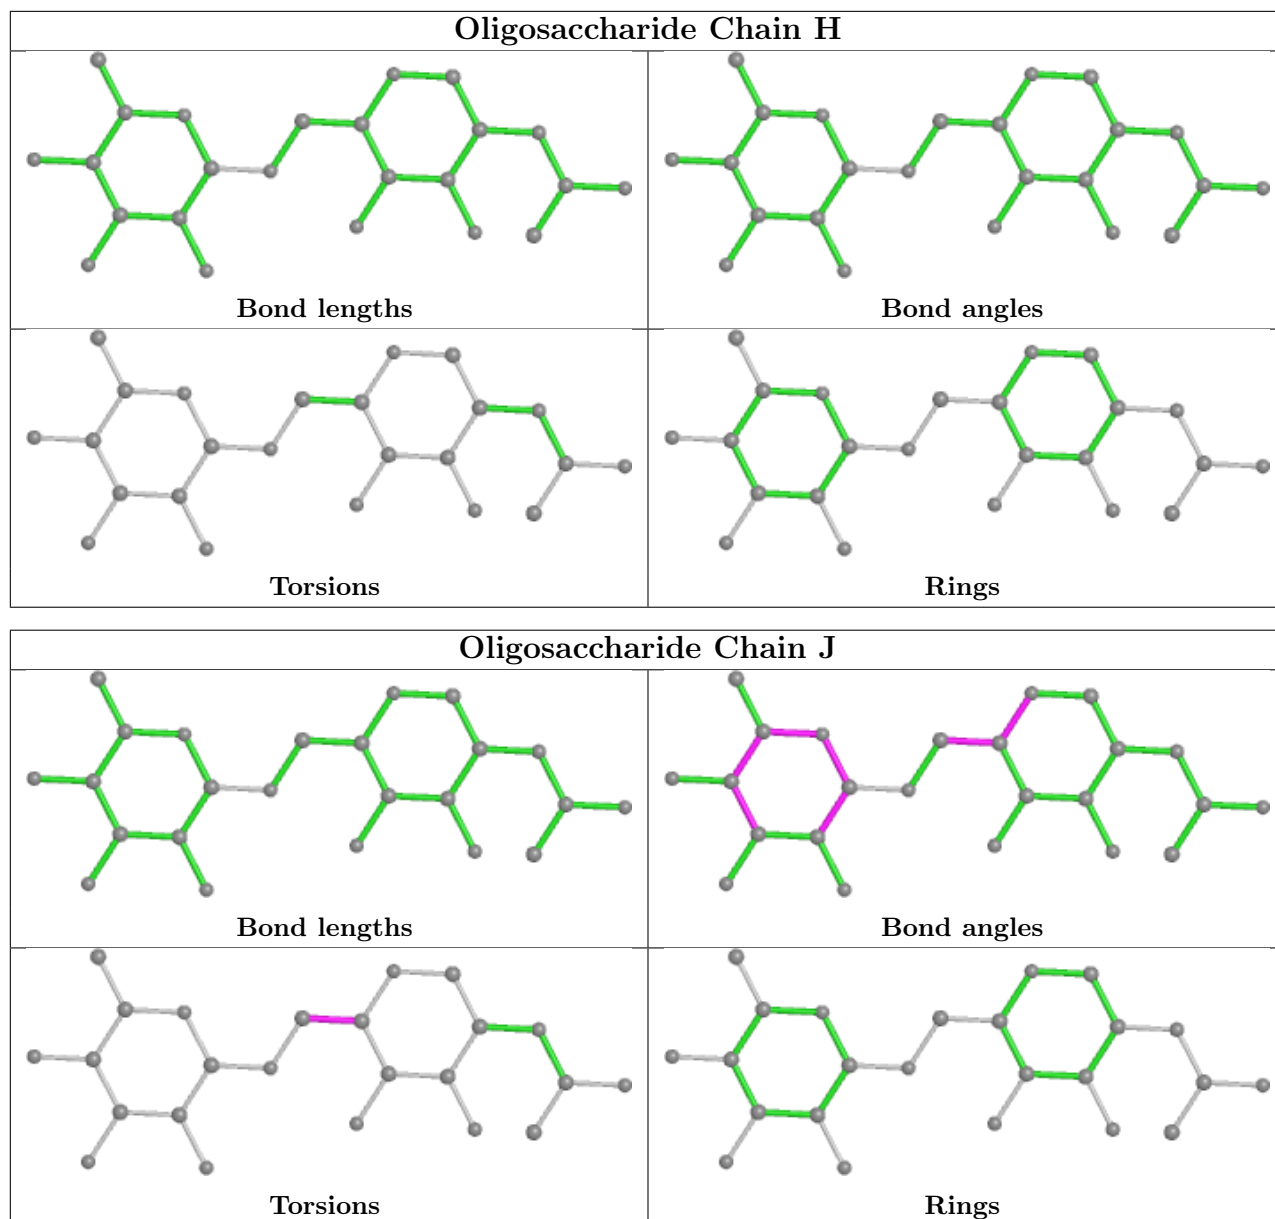 Oligosaccharide Chain H
Bond lengths
Bond angles
Torsions
Rings
Oligosaccharide Chain J
Bond lengths
Bond angles
Torsions
Rings